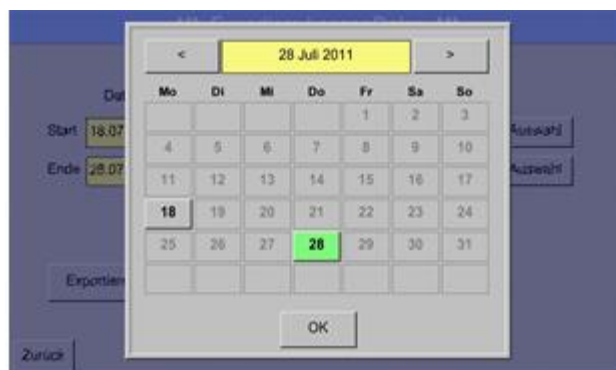 < 28 Juli 2011 >
Mo Di Mi Do Fr Sa So
1 2 3
4 5 6 7 8 9 10
11 12 13 14 15 16 17
18 19 20 21 22 23 24
25 26 27 28 29 30 31
OK
Dat
Start 18.07 Auswahl
Ende 28.07 Auswahl
Exportieren
Zurück